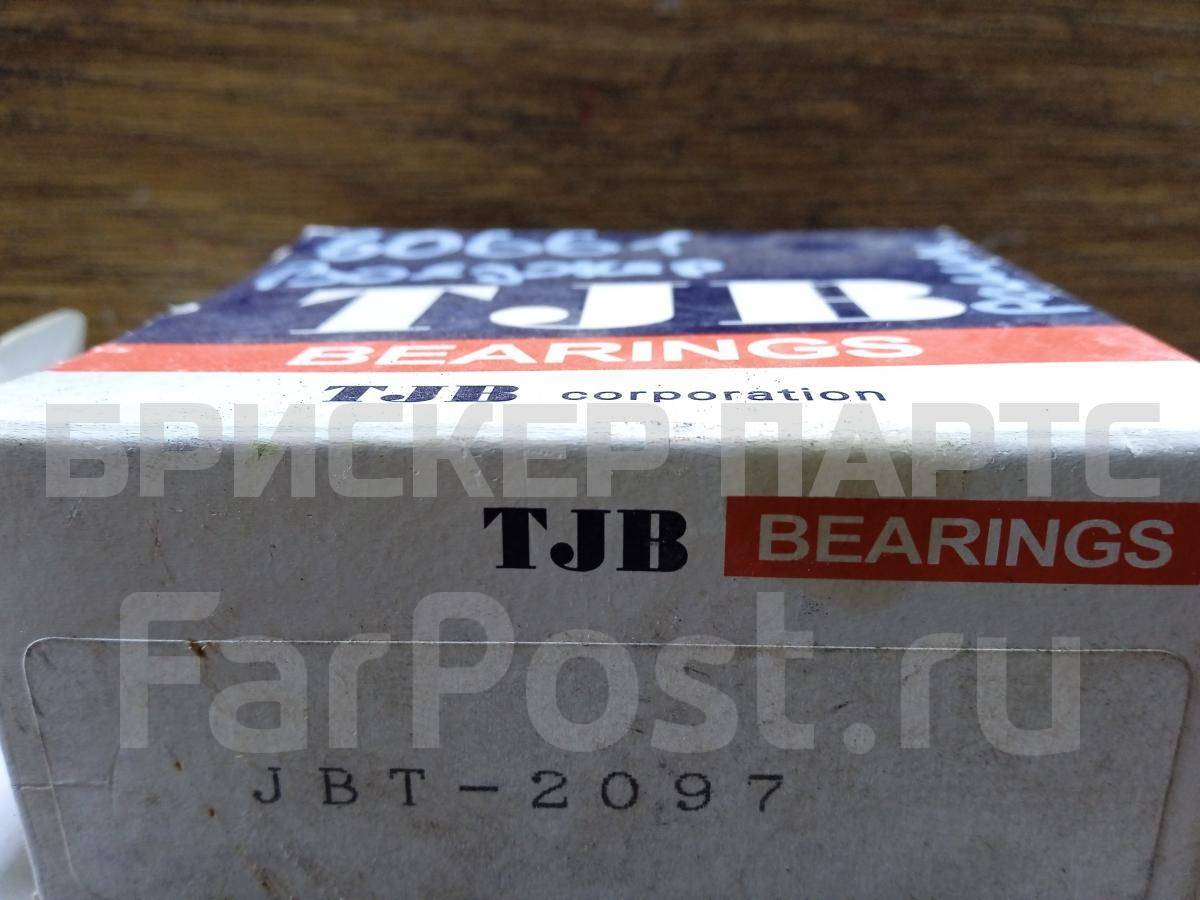 TJB
BEARINGS
TJB corporation
БРИСКЕР ПАРТС
TJB BEARINGS
FarPost.ru
JBT-2097